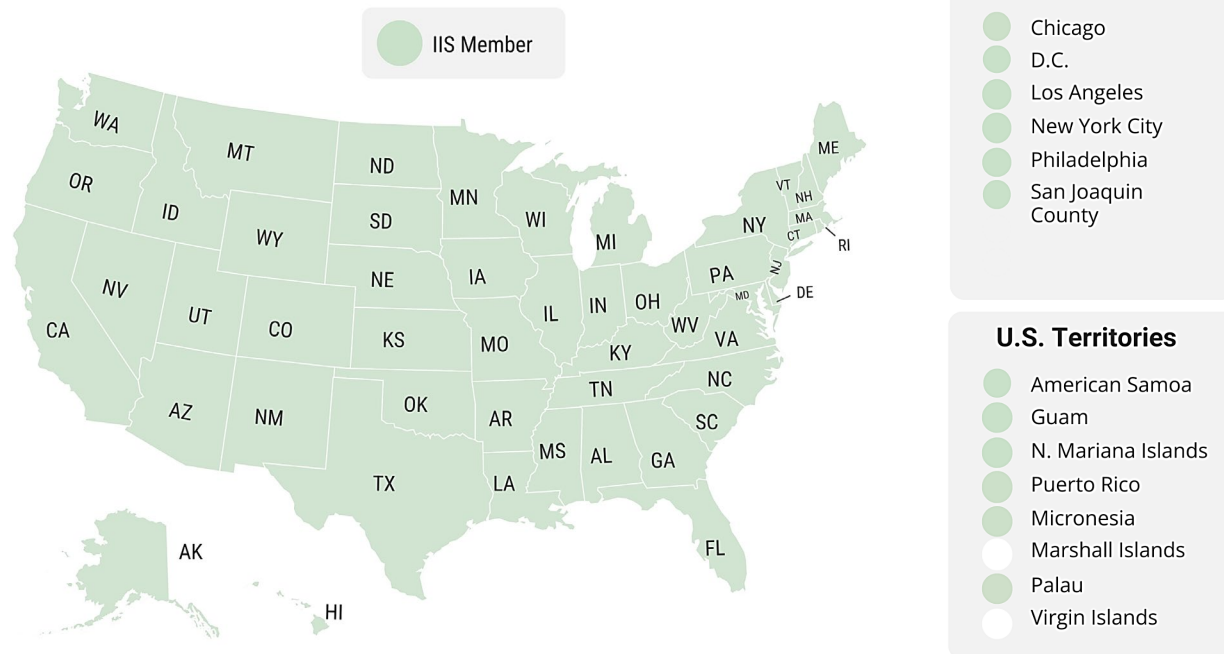 IIS Member
WA
MT
ND
MN
ME
OR
ID
SD
WI
VT
NH
WY
MI
NY
MA
CT
RI
NV
NE
IA
PA
NJ
UT
CO
IL
IN
OH
MD
DE
CA
KS
MO
WV
VA
KY
AZ
NM
OK
AR
TN
NC
SC
TX
LA
MS
AL
GA
AK
FL
HI
Chicago
D.C.
Los Angeles
New York City
Philadelphia
San Joaquin
County
U.S. Territories
American Samoa
Guam
N. Mariana Islands
Puerto Rico
Micronesia
Marshall Islands
Palau
Virgin Islands